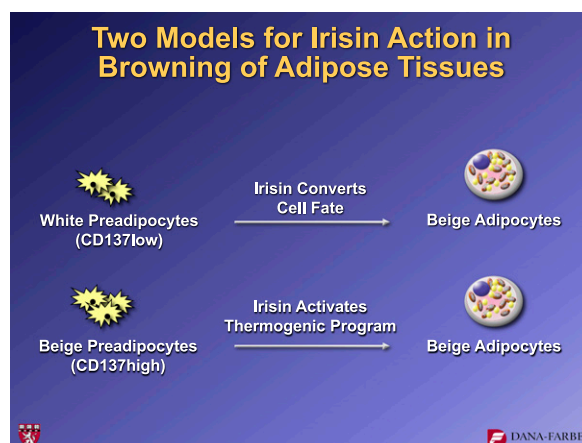 Two Models for Irisin Action in
Browning of Adipose Tissues
Irisin Converts
Cell Fate
White Preadipocytes
(CD137low)
Beige Adipocytes
Irisin Activates
Thermogenic Program
Beige Preadipocytes
(CD137high)
Beige Adipocytes
DANA-FARBE